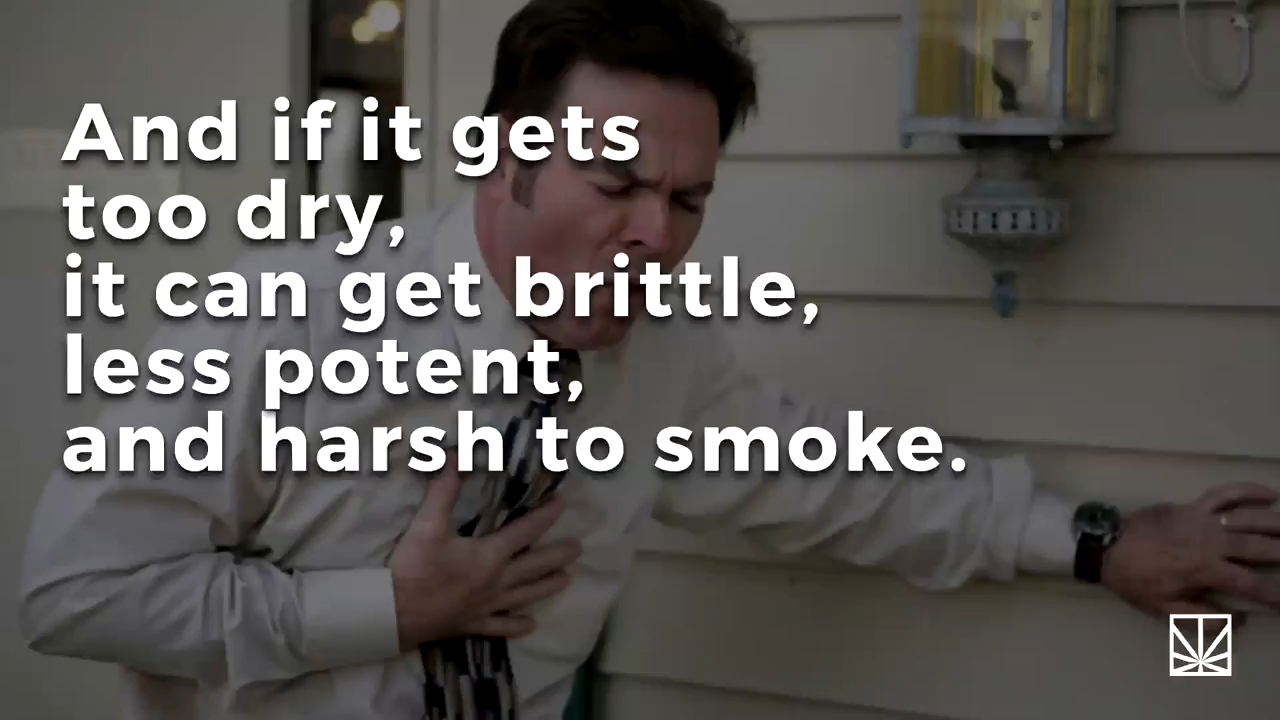 And if it gets
too dry,
it can get brittle,
less potent,
and harsh to smoke.